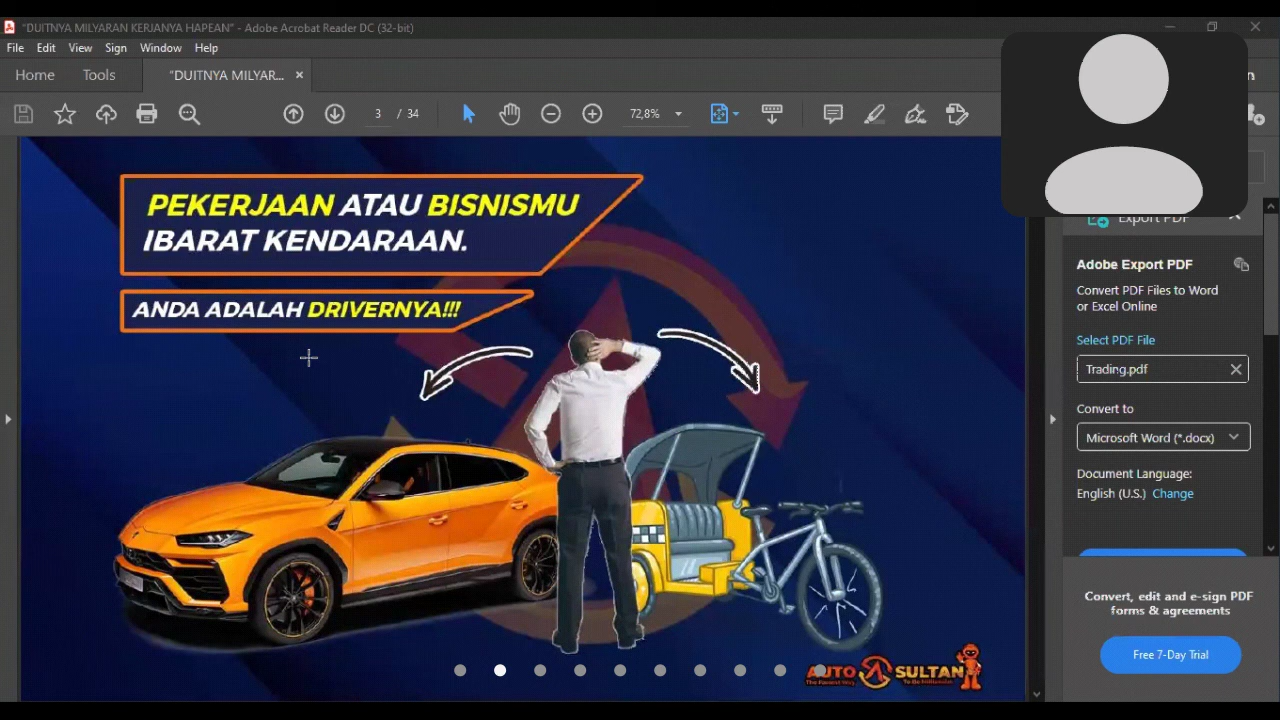 "DUITNYA MILYARAN KERJANYA HAPEAN" - Adobe Acrobat Reader DC (32-bit)
File Edit View Sign Window Help
Home Tools "DUITNYA MILYAR... ×
3 / 34 72,8%
PEKERJAAN ATAU BISNISMU
IBARAT KENDARAAN.
ANDA ADALAH DRIVERNYA!!!
Export PDF
Adobe Export PDF
Convert PDF Files to Word
or Excel Online
Select PDF File
Trading.pdf
Convert to
Microsoft Word (*.docx)
Document Language:
English (U.S.) Change
Convert, edit and e-sign PDF
forms & agreements
Free 7-Day Trial
AUTO SULTAN